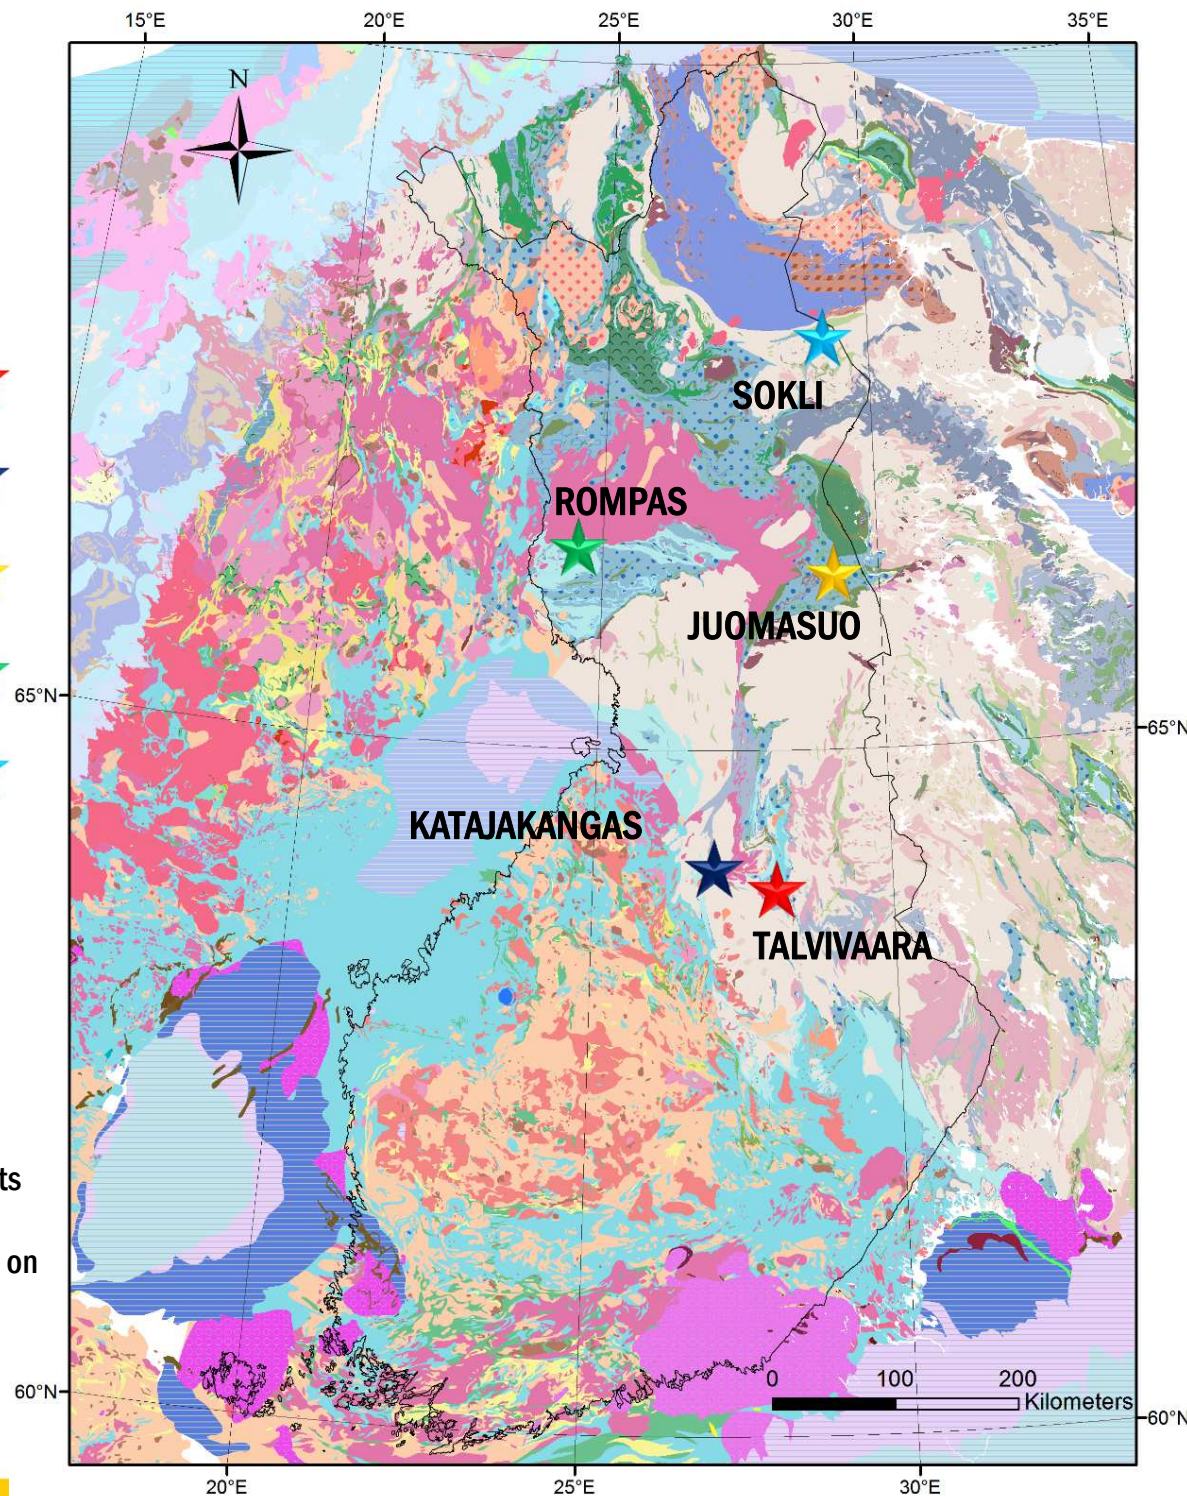 15°E 20°E 25°E 30°E 35°E
N
SOKLI
ROMPAS
JUOMASUO
65°N
65°N
KATAJAKANGAS
TALVIVAARA
ts
on
0 100 200
Kilometers
60°N
60°N
20°E 25°E 30°E